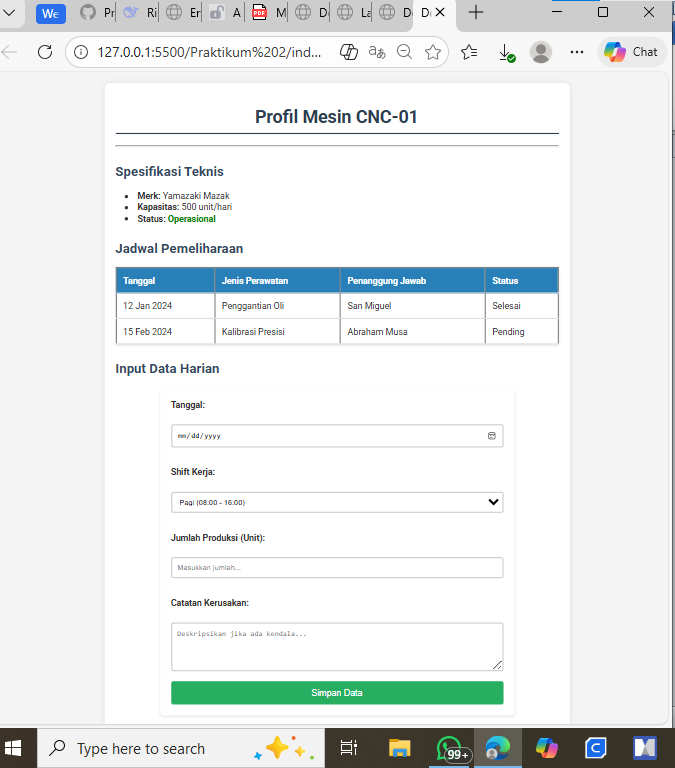 We
Pr
Ri
Er
A
PDF
M
D
La
D
D
127.0.0.1:5500/Praktikum%202/ind...
Chat
Profil Mesin CNC-01
Spesifikasi Teknis
Merk: Yamazaki Mazak
Kapasitas: 500 unit/hari
Status: Operasional
Jadwal Pemeliharaan
Tanggal Jenis Perawatan Penanggung Jawab Status
12 Jan 2024 Penggantian Oli San Miguel Selesai
15 Feb 2024 Kalibrasi Presisi Abraham Musa Pending
Input Data Harian
Tanggal:
mm/dd/yyyy
Shift Kerja:
Pagi (08:00 - 16:00)
Jumlah Produksi (Unit):
Masukkan jumlah...
Catatan Kerusakan:
Deskripsikan jika ada kendala...
Simpan Data
Type here to search
99+